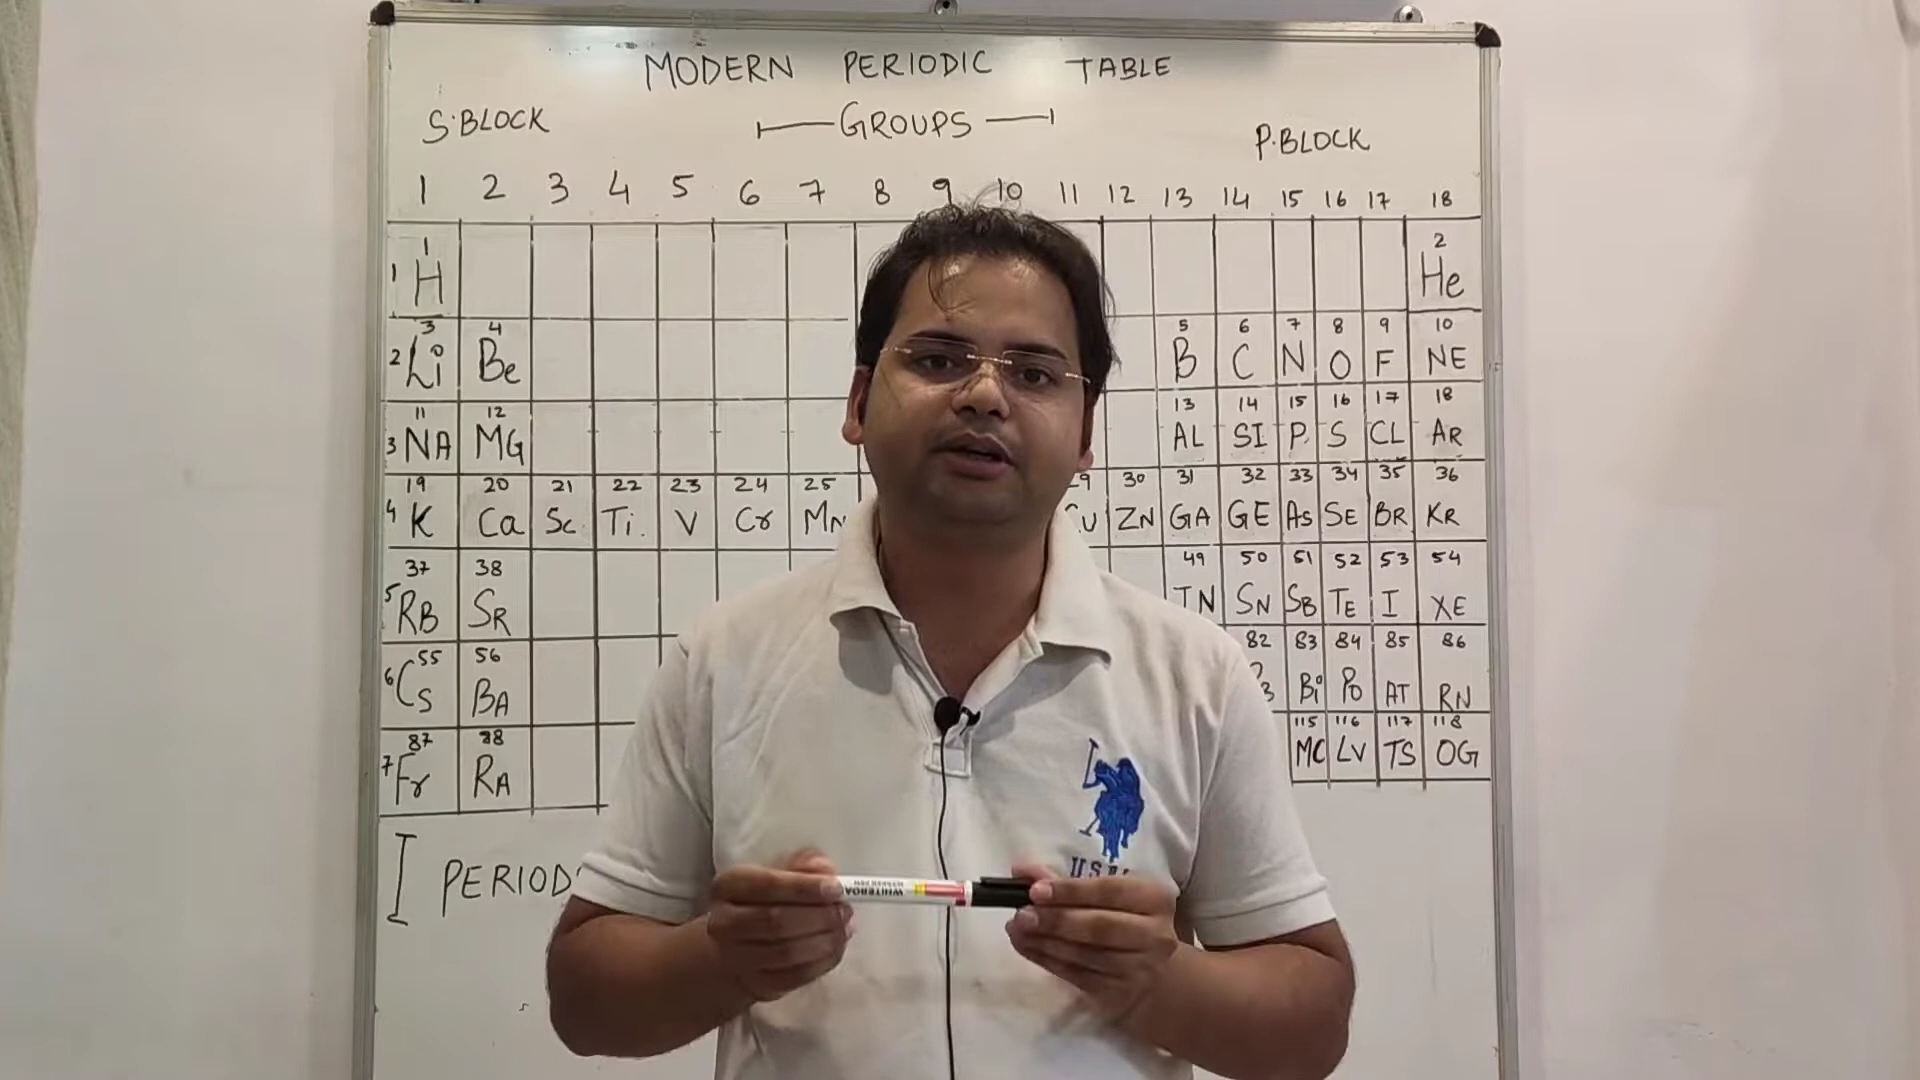 MODERN PERIODIC TABLE
S.BLOCK GROUPS P.BLOCK
1 2 3 4 5 6 7 8 9 10 11 12 13 14 15 16 17 18
1 2
1 H He
3 4 5 6 7 8 9 10
2 Li Be B C N O F NE
11 12 13 14 15 16 17 18
3 NA MG AL SI P S CL AR
19 20 21 22 23 24 25 29 30 31 32 33 34 35 36
4 K Ca Sc Ti V Cr Mn Cu ZN GA GE As SE BR KR
37 38 49 50 51 52 53 54
5 RB SR IN SN SB TE I XE
55 56 82 83 84 85 86
6 Cs BA Bi Po AT RN
87 88 115 116 117 118
7 Fr RA MC LV TS OG
PERIODS
WHITEBOA